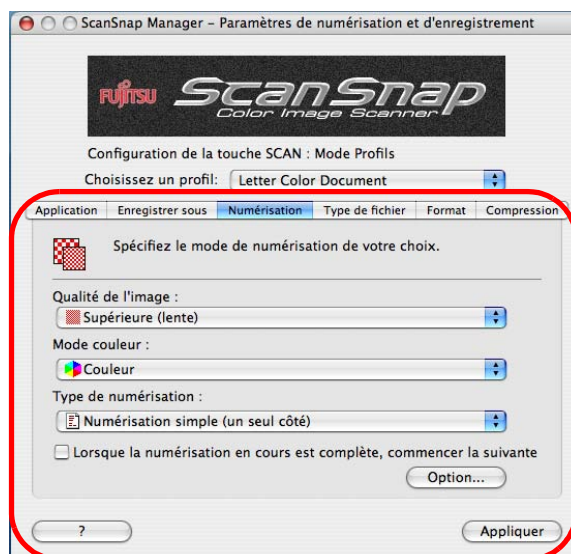 ScanSnap Manager – Paramètres de numérisation et d'enregistrement
FUJITSU ScanSnap
Color Image Scanner
Configuration de la touche SCAN : Mode Profils
Choisissez un profil: Letter Color Document
Application Enregistrer sous Numérisation Type de fichier Format Compression
Spécifiez le mode de numérisation de votre choix.
Qualité de l'image :
Supérieure (lente)
Mode couleur :
Couleur
Type de numérisation :
Numérisation simple (un seul côté)
Lorsque la numérisation en cours est complète, commencer la suivante
Option...
? Appliquer